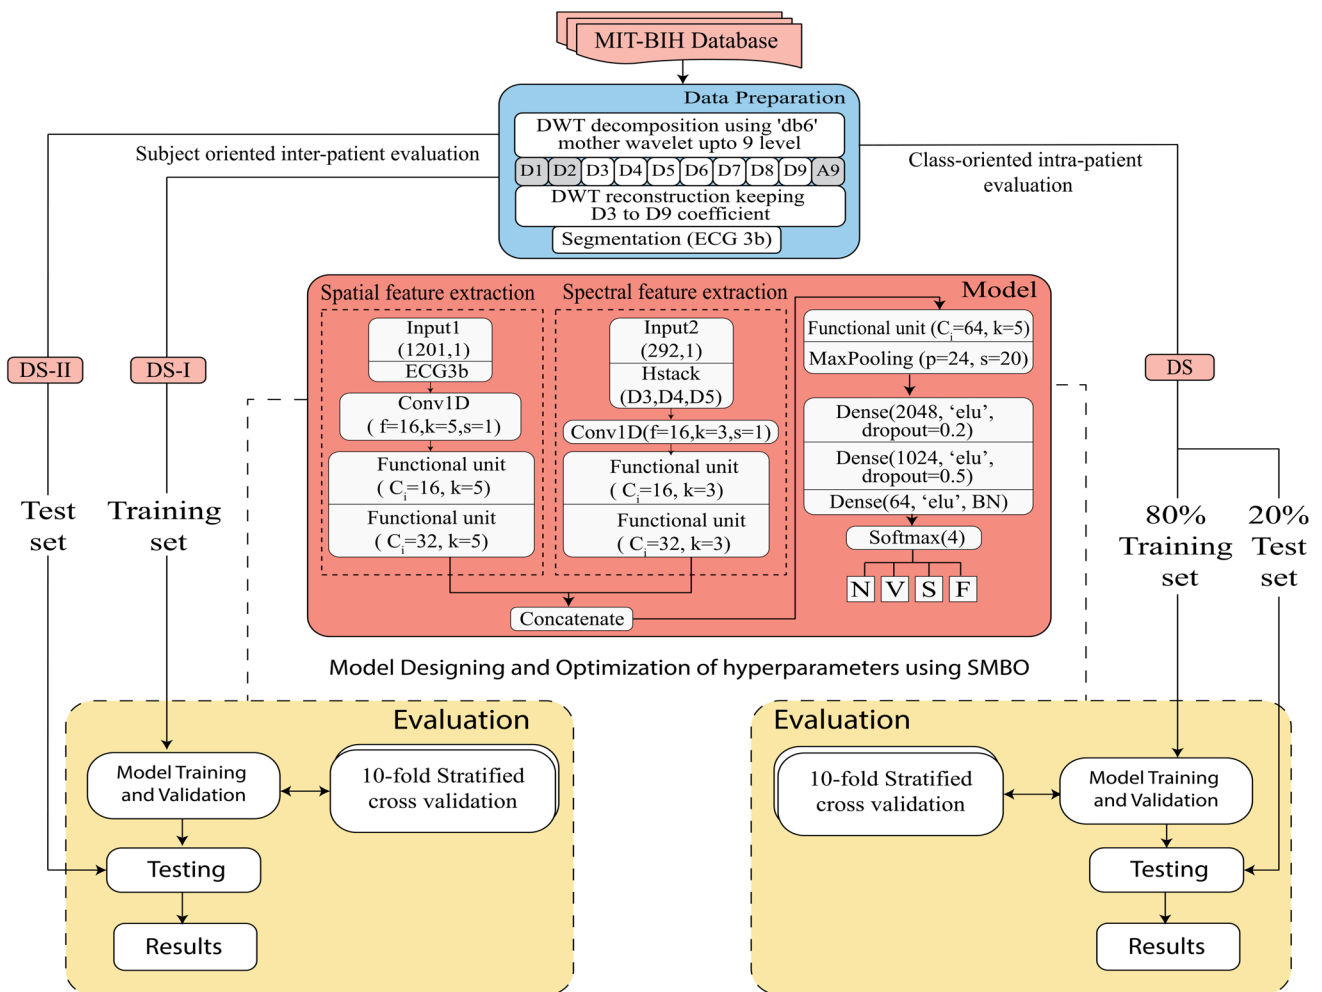 MIT-BIH Database
Data Preparation
DWT decomposition using 'db6'
mother wavelet upto 9 level
D1 D2 D3 D4 D5 D6 D7 D8 D9 A9
DWT reconstruction keeping
D3 to D9 coefficient
Segmentation (ECG 3b)
Subject oriented inter-patient evaluation
Class-oriented intra-patient
evaluation
DS-II
DS-I
DS
Test
set
Training
set
80%
Training
set
20%
Test
set
Model
Spatial feature extraction
Input1
(1201,1)
ECG3b
Conv1D
( f=16,k=5,s=1)
Functional unit
( Ci=16, k=5)
Functional unit
( Ci=32, k=5)
Spectral feature extraction
Input2
(292,1)
Hstack
(D3,D4,D5)
Conv1D(f=16,k=3,s=1)
Functional unit
( Ci=16, k=3)
Functional unit
( Ci=32, k=3)
Concatenate
Functional unit (Ci=64, k=5)
MaxPooling (p=24, s=20)
Dense(2048, ‘elu’,
dropout=0.2)
Dense(1024, ‘elu’,
dropout=0.5)
Dense(64, ‘elu’, BN)
Softmax(4)
N V S F
Model Designing and Optimization of hyperparameters using SMBO
Evaluation
Model Training
and Validation
10-fold Stratified
cross validation
Testing
Results
Evaluation
10-fold Stratified
cross validation
Model Training
and Validation
Testing
Results